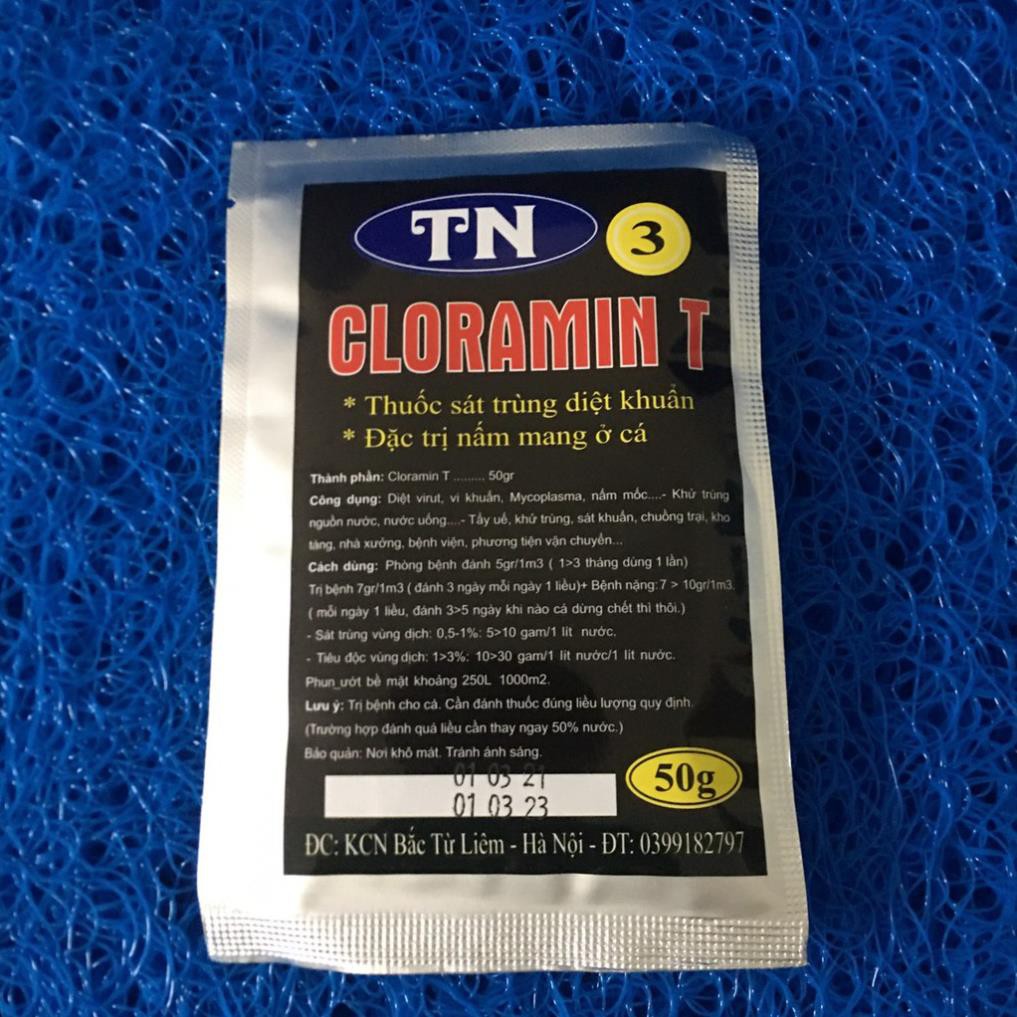 TN
3
CLORAMIN T
* Thuốc sát trùng diệt khuẩn
* Đặc trị nấm mang ở cá
Thành phần: Cloramin T ......... 50gr
Công dụng: Diệt virut, vi khuẩn, Mycoplasma, nấm mốc....- Khử trùng
nguồn nước, nước uống....- Tẩy uế, khử trùng, sát khuẩn, chuồng trại, kho
tàng, nhà xưởng, bệnh viện, phương tiện vận chuyển...
Cách dùng: Phòng bệnh đánh 5gr/1m3 ( 1>3 tháng dùng 1 lần)
Trị bệnh 7gr/1m3 ( đánh 3 ngày mỗi ngày 1 liều)+ Bệnh nặng: 7 > 10gr/1m3.
( mỗi ngày 1 liều, đánh 3>5 ngày khi nào cá dừng chết thì thôi.)
- Sát trùng vùng dịch: 0,5-1%: 5>10 gam/1 lít nước.
- Tiêu độc vùng dịch: 1>3%: 10>30 gam/1 lít nước/1 lít nước.
Phun_ướt bề mặt khoảng 250L 1000m2.
Lưu ý: Trị bệnh cho cá. Cần đánh thuốc đúng liều lượng quy định.
(Trường hợp đánh quá liều cần thay ngay 50% nước.)
Bảo quản: Nơi khô mát. Tránh ánh sáng.
01 03 21
01 03 23
50g
ĐC: KCN Bắc Từ Liêm - Hà Nội - ĐT: 0399182797